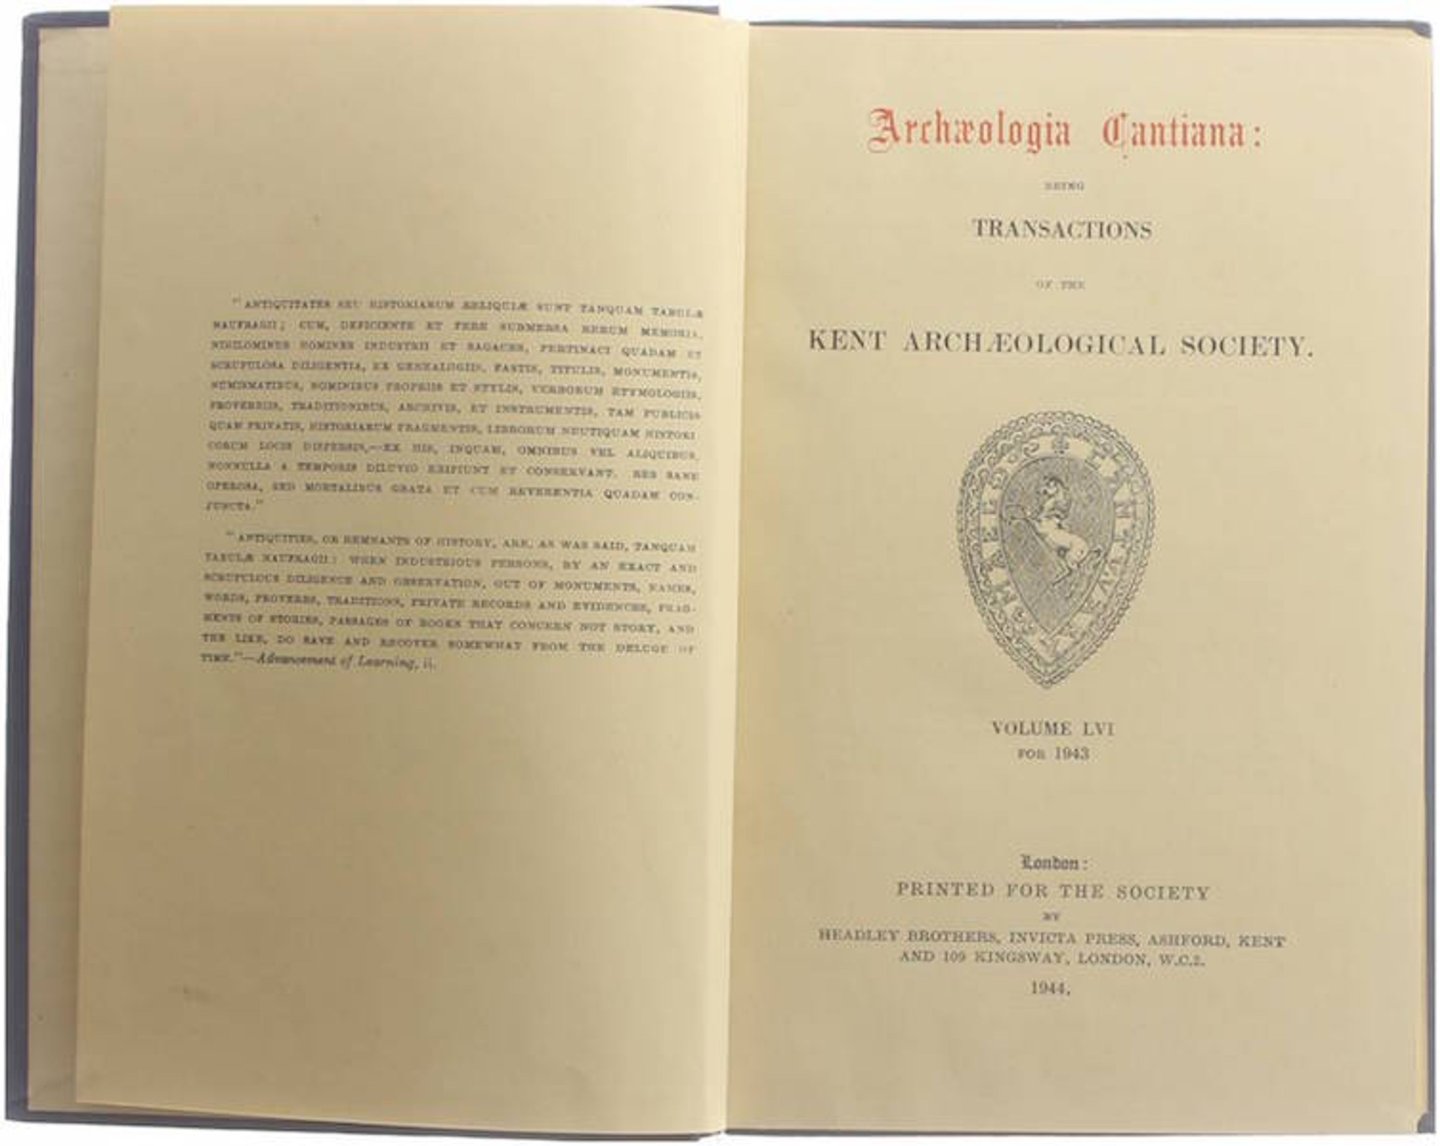 "ANTIQUITATES SEU HISTORIARUM RELIQUIÆ SUNT TANQUAM TABULÆ
NAUFRAGII; CUM, DEFICIENTE ET FERE SUBMERSA RERUM MEMORIA,
NIHILOMINUS HOMINES INDUSTRII ET SAGACES, PERTINACI QUADAM ET
SCRUPULOSA DILIGENTIA, EX GENEALOGIIS, FASTIS, TITULIS, MONUMENTIS,
NUMISMATIBUS, NOMINIBUS PROPRIIS ET STYLIS, VERBORUM ETYMOLOGIIS,
PROVERBIIS, TRADITIONIBUS, ARCHIVIS, ET INSTRUMENTIS, TAM PUBLICIS
QUAM PRIVATIS, HISTORIARUM FRAGMENTIS, LIBRORUM NEUTIQUAM HISTORI-
CORUM LOCIS DISPERSIS,—EX HIS, INQUAM, OMNIBUS VEL ALIQUIBUS,
NONNULLA A TEMPORIS DILUVIO ERIPIUNT ET CONSERVANT. RES SANE
OPEROSA, SED MORTALIBUS GRATA ET CUM REVERENTIA QUADAM CON-
JUNCTA."
"ANTIQUITIES, OR REMNANTS OF HISTORY, ARE, AS WAS SAID, TANQUAM
TABULÆ NAUFRAGII: WHEN INDUSTRIOUS PERSONS, BY AN EXACT AND
SCRUPULOUS DILIGENCE AND OBSERVATION, OUT OF MONUMENTS, NAMES,
WORDS, PROVERBS, TRADITIONS, PRIVATE RECORDS AND EVIDENCES, FRAG-
MENTS OF STORIES, PASSAGES OF BOOKS THAT CONCERN NOT STORY, AND
THE LIKE, DO SAVE AND RECOVER SOMEWHAT FROM THE DELUGE OF
TIME."—Advancement of Learning, ii.
Archæologia Cantiana:
BEING
TRANSACTIONS
OF THE
KENT ARCHÆOLOGICAL SOCIETY.
VOLUME LVI
FOR 1943
London:
PRINTED FOR THE SOCIETY
BY
HEADLEY BROTHERS, INVICTA PRESS, ASHFORD, KENT
AND 109 KINGSWAY, LONDON, W.C.2.
1944.